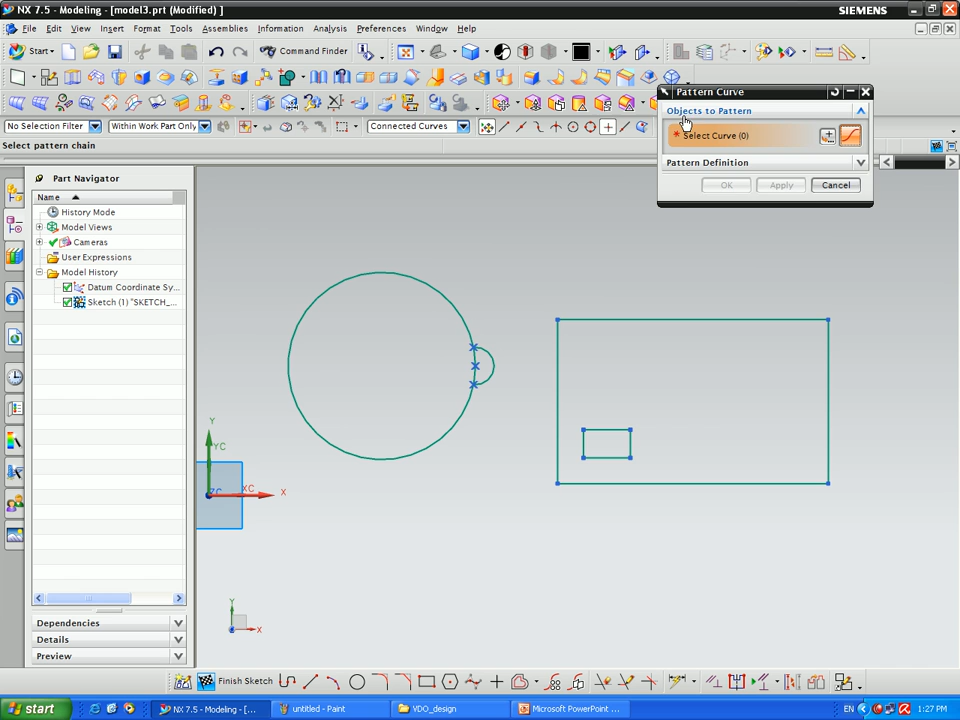 NX 7.5 - Modeling - [model3.prt (Modified) ]
SIEMENS
File Edit View Insert Format Tools Assemblies Information Analysis Preferences Window Help
Start
Command Finder
Pattern Curve
Objects to Pattern
* Select Curve (0)
Pattern Definition
OK Apply Cancel
No Selection Filter
Within Work Part Only
Connected Curves
Select pattern chain
Part Navigator
Name
History Mode
Model Views
Cameras
User Expressions
Model History
Datum Coordinate Sy...
Sketch (1) "SKETCH_...
Y
YC
ZC
XC
X
Y
X
Dependencies
Details
Preview
Finish Sketch
start
NX 7.5 - Modeling - [...
untitled - Paint
VDO_design
Microsoft PowerPoint ...
EN
1:27 PM